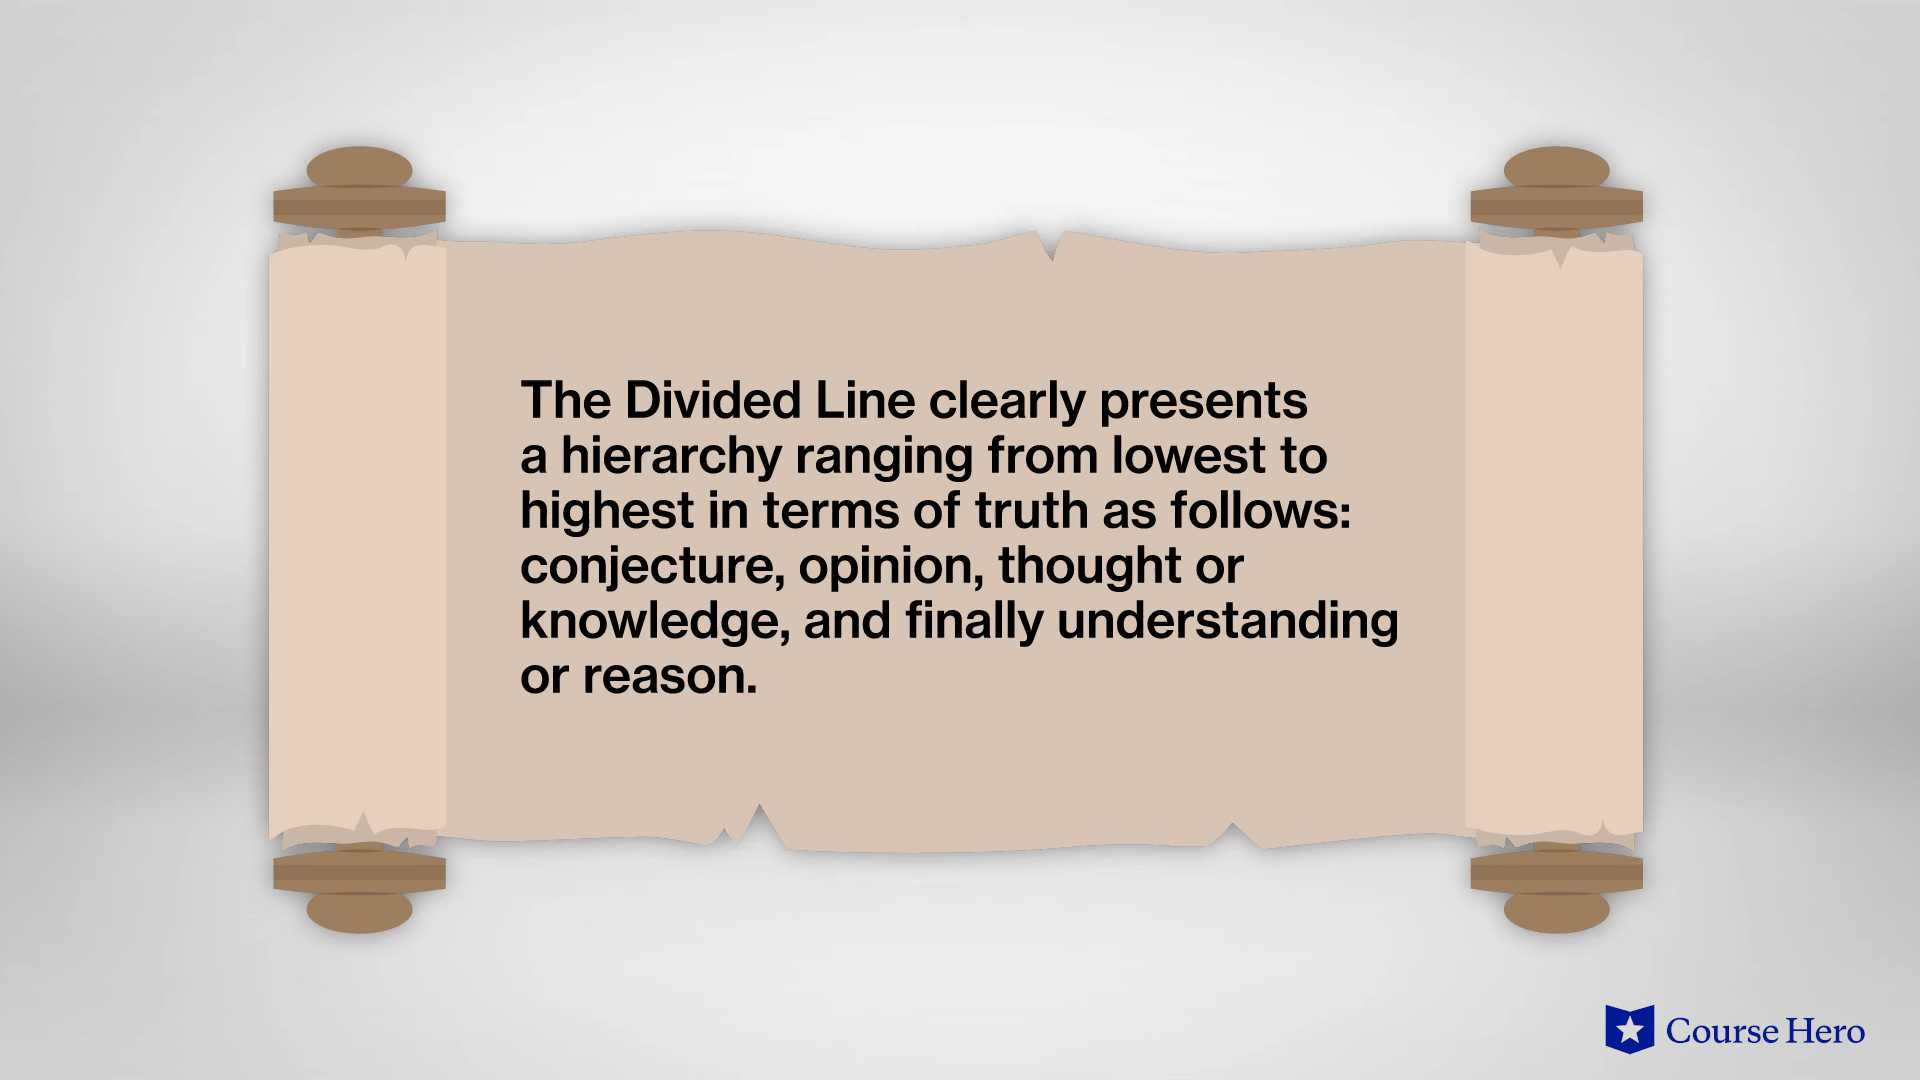 The Divided Line clearly presents
a hierarchy ranging from lowest to
highest in terms of truth as follows:
conjecture, opinion, thought or
knowledge, and finally understanding
or reason.
Course Hero